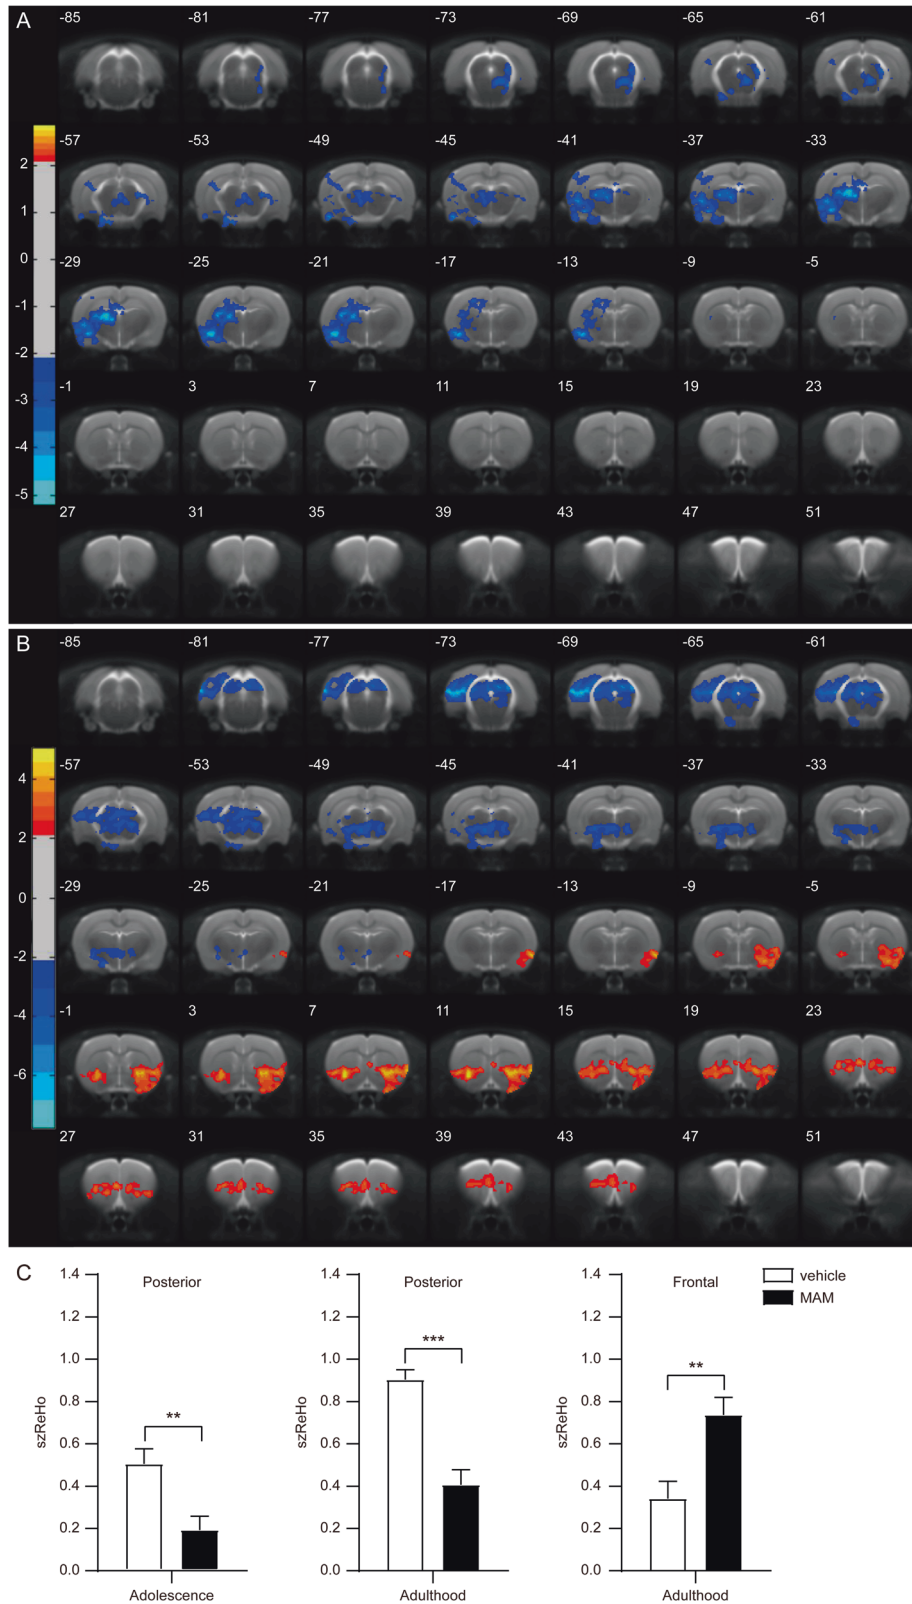 A
-85 -81 -77 -73 -69 -65 -61
-57 -53 -49 -45 -41 -37 -33
2
1
0
-29 -25 -21 -17 -13 -9 -5
-1
-2
-1 3 7 11 15 19 23
-3
-4
-5
27 31 35 39 43 47 51
B
-85 -81 -77 -73 -69 -65 -61
-57 -53 -49 -45 -41 -37 -33
4
2
-29 -25 -21 -17 -13 -9 -5
0
-2
-1 3 7 11 15 19 23
-4
-6
27 31 35 39 43 47 51
C
Posterior
szReHo
1.4
1.2
1.0
0.8
0.6
0.4
0.2
0.0
**
Adolescence
Posterior
szReHo
1.4
1.2
1.0
0.8
0.6
0.4
0.2
0.0
***
Adulthood
Frontal
szReHo
1.4
1.2
1.0
0.8
0.6
0.4
0.2
0.0
**
Adulthood
vehicle
MAM